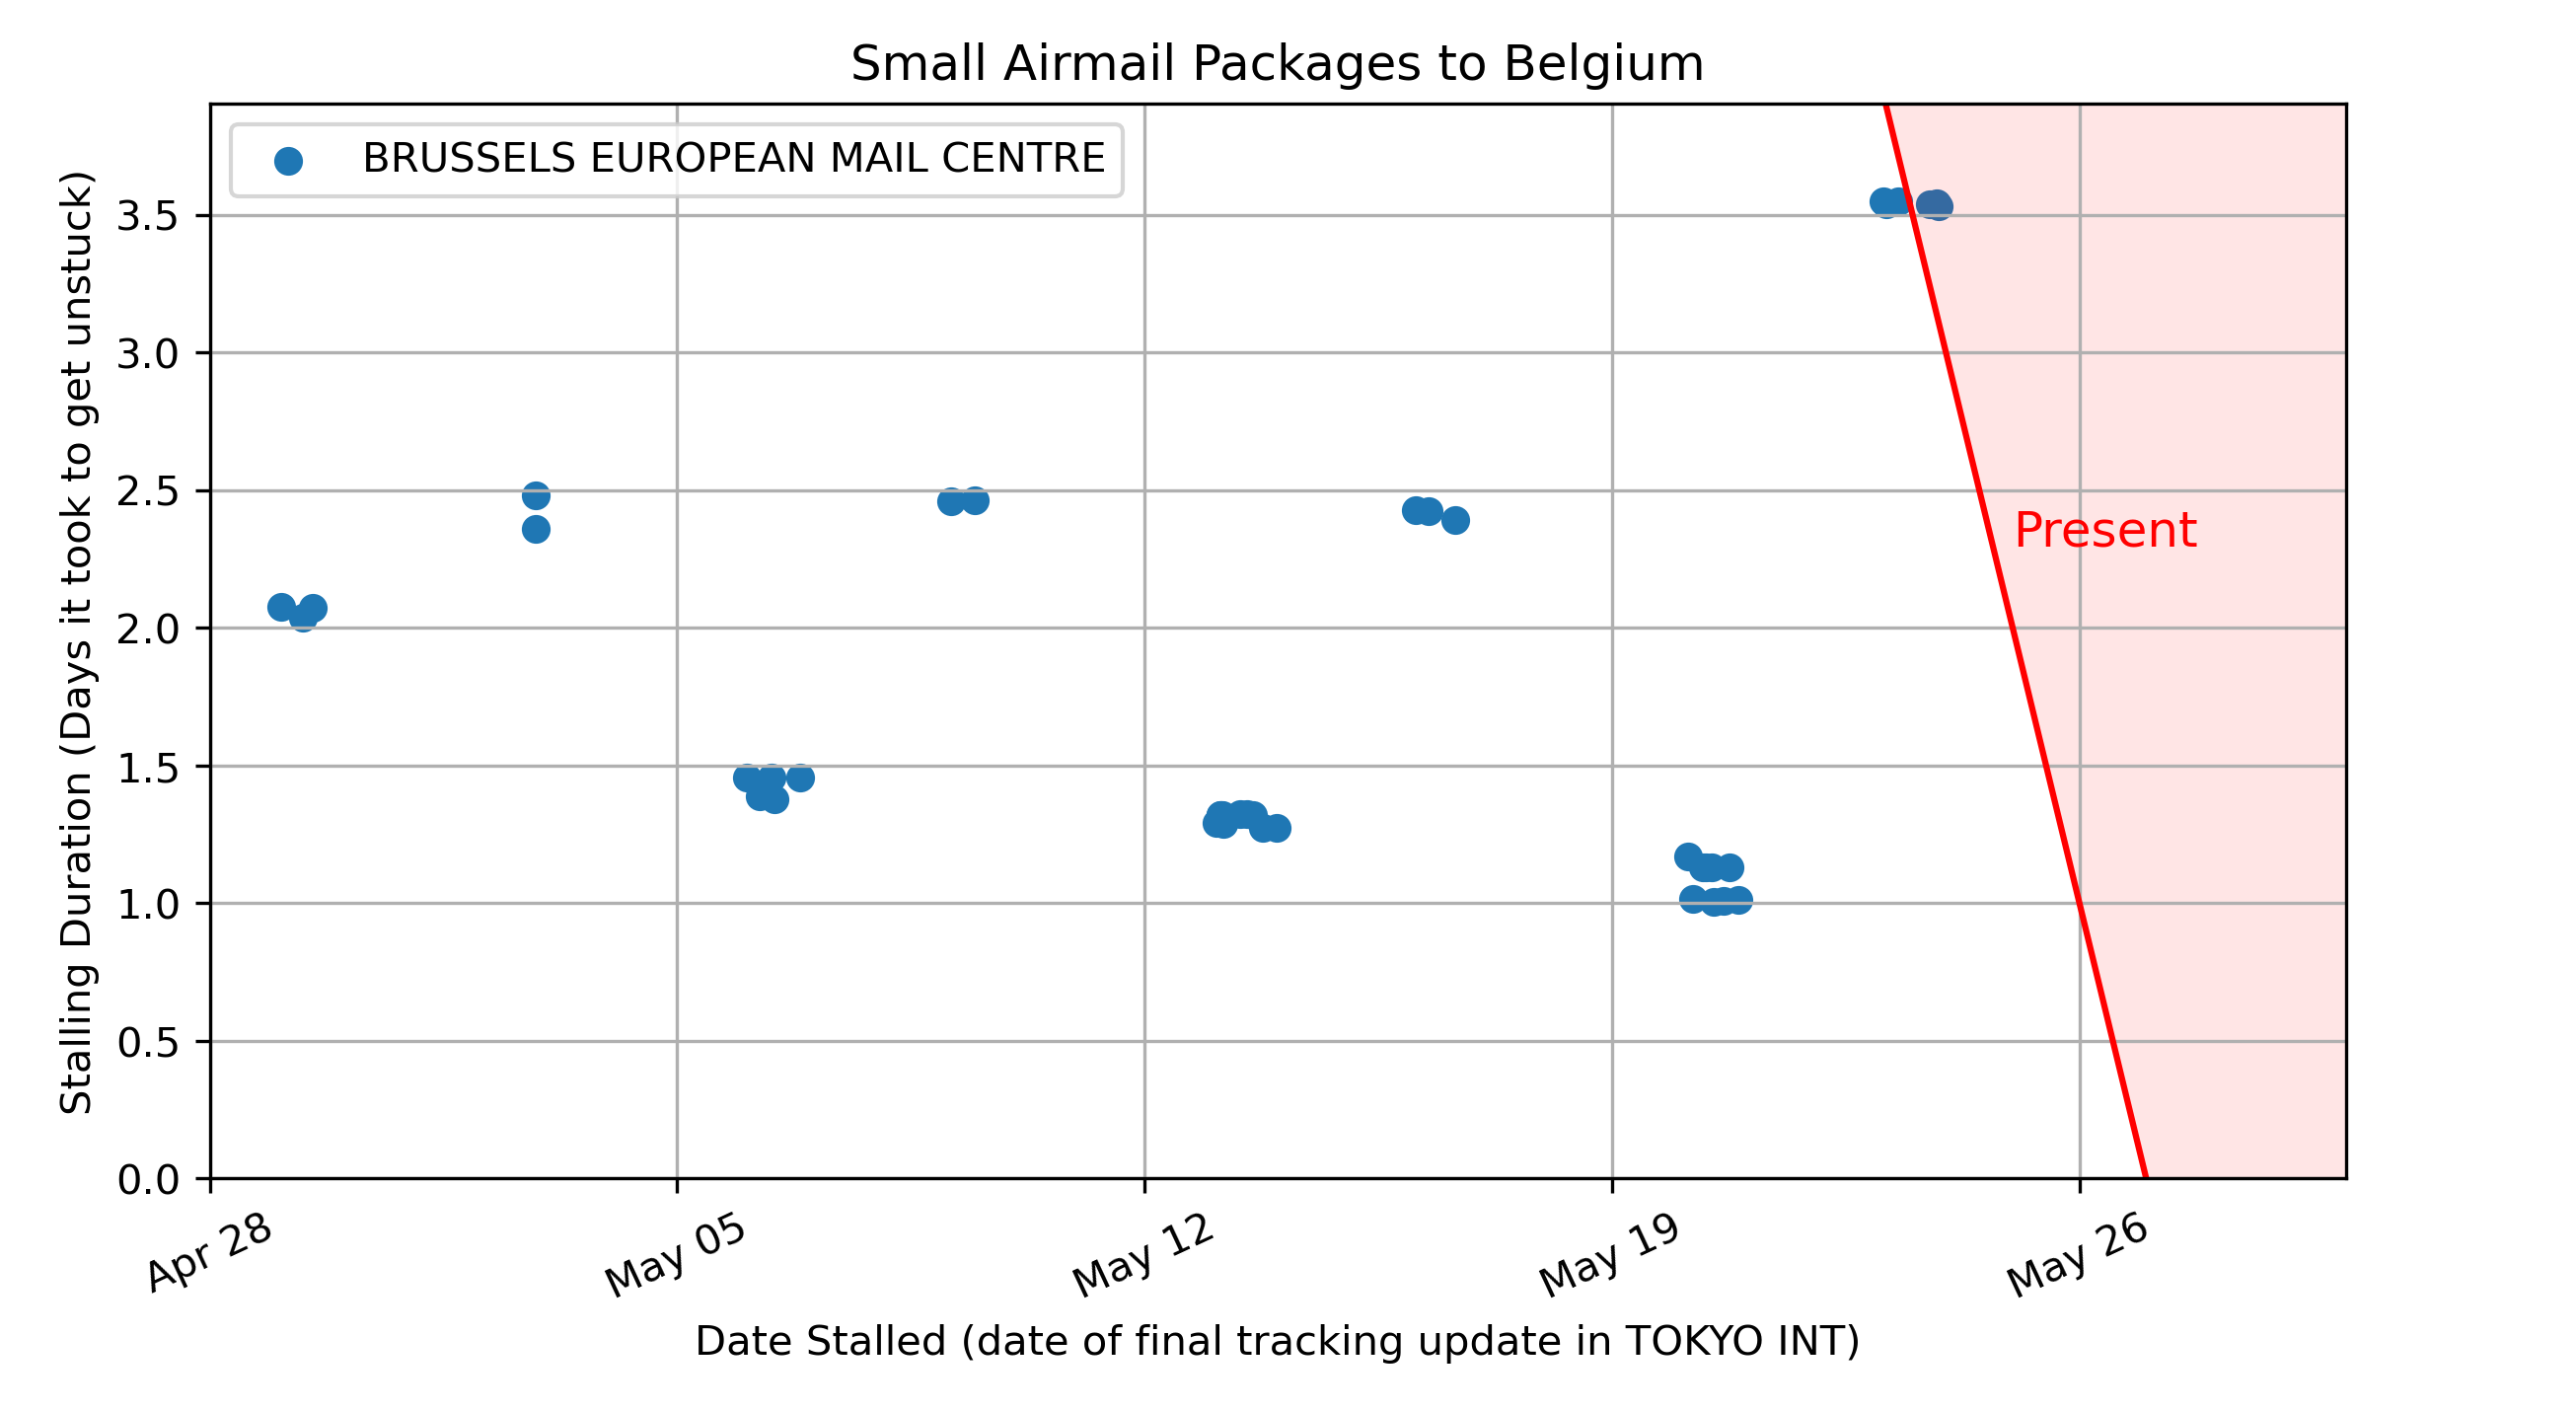 Small Airmail Packages to Belgium
BRUSSELS EUROPEAN MAIL CENTRE
Stalling Duration (Days it took to get unstuck)
3.5
3.0
2.5
2.0
1.5
1.0
0.5
0.0
Present
Apr 28
May 05
May 12
May 19
May 26
Date Stalled (date of final tracking update in TOKYO INT)